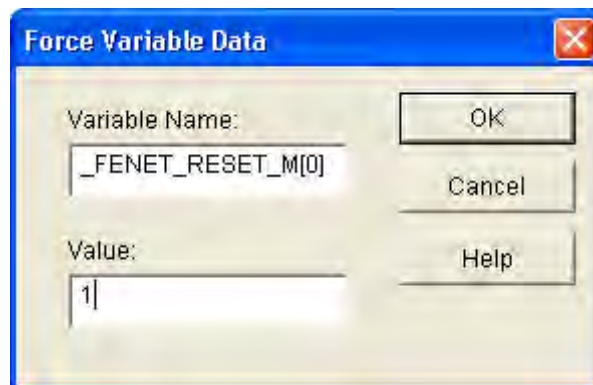 Force Variable Data
Variable Name:
_FENET_RESET_M[0]
Value:
1
OK
Cancel
Help